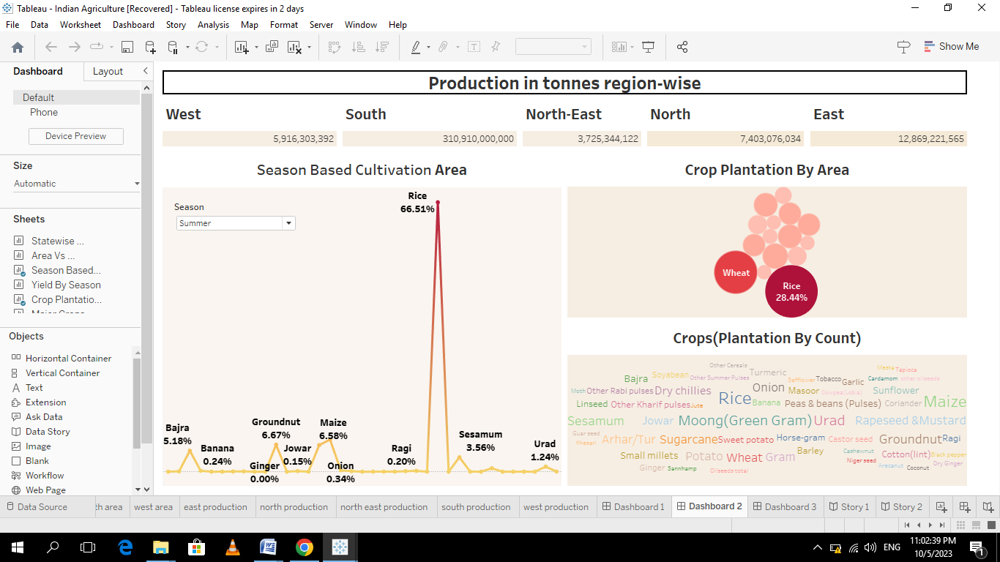 Tableau - Indian Agriculture [Recovered] - Tableau license expires in 2 days
File Data Worksheet Dashboard Story Analysis Map Format Server Window Help
Show Me
Dashboard Layout
Default
Phone
Device Preview
Size
Automatic
Sheets
Statewise ...
Area Vs ...
Season Based...
Yield By Season
Crop Plantatio...
Objects
Horizontal Container
Vertical Container
Text
Extension
Ask Data
Data Story
Image
Blank
Workflow
Web Page
Production in tonnes region-wise
West South North-East North East
5,916,303,392 310,910,000,000 3,725,344,122 7,403,076,034 12,869,221,565
Season Based Cultivation Area
Season
Summer
Rice
66.51%
Bajra
5.18%
Banana
0.24%
Groundnut
6.67%
Ginger
0.00%
Jowar
0.15%
Maize
6.58%
Onion
0.34%
Ragi
0.20%
Sesamum
3.56%
Urad
1.24%
Crop Plantation By Area
Wheat
Rice
28.44%
Crops(Plantation By Count)
Other Cereals
Mesta
Tapioca
Bajra
Soyabean
Other Summer Pulses
Turmeric
Safflower
Tobacco
Garlic
Cardamom
other oilseeds
Moth
Other Rabi pulses
Dry chillies
Onion
Masoor
Cowpea(Lobia)
Sunflower
Linseed
Other Kharif pulses
Jute
Rice
Banana
Peas & beans (Pulses)
Coriander
Maize
Sesamum
Jowar
Moong(Green Gram)
Urad
Rapeseed &Mustard
Guar seed
Khesari
Arhar/Tur
Sugarcane
Sweet potato
Horse-gram
Castor seed
Groundnut
Ragi
Small millets
Potato
Wheat
Gram
Barley
Cashewnut
Niger seed
Cotton(lint)
Black pepper
Ginger
Sannhamp
Oilseeds total
Arecanut
Coconut
Dry Ginger
Data Source th area west area east production north production north east production south production west production Dashboard 1 Dashboard 2 Dashboard 3 Story 1 Story 2
ENG
11:02:39 PM
10/5/2023
1